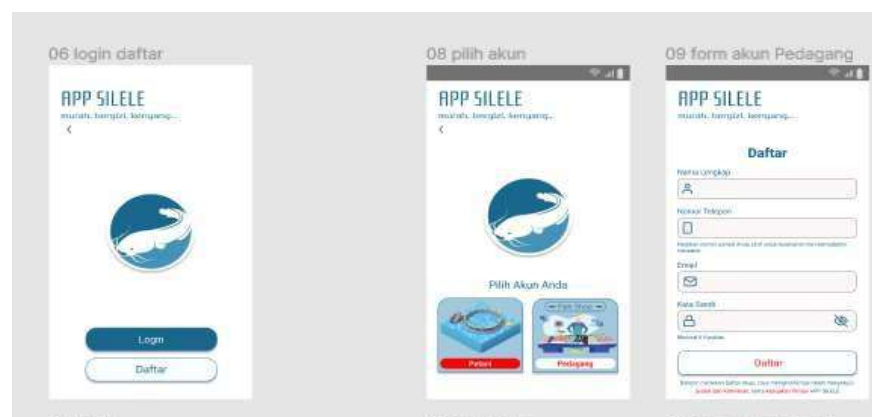 06 login daftar
APP SILELE
murah, bergizi, kenyang...
Login
Daftar
08 pilih akun
APP SILELE
murah, bergizi, kenyang...
Pilih Akun Anda
Petani
Fish Shop
Pedagang
09 form akun Pedagang
APP SILELE
murah, bergizi, kenyang...
Daftar
Nama Lengkap
Nomor Telepon
Email
Kata Sandi
Daftar